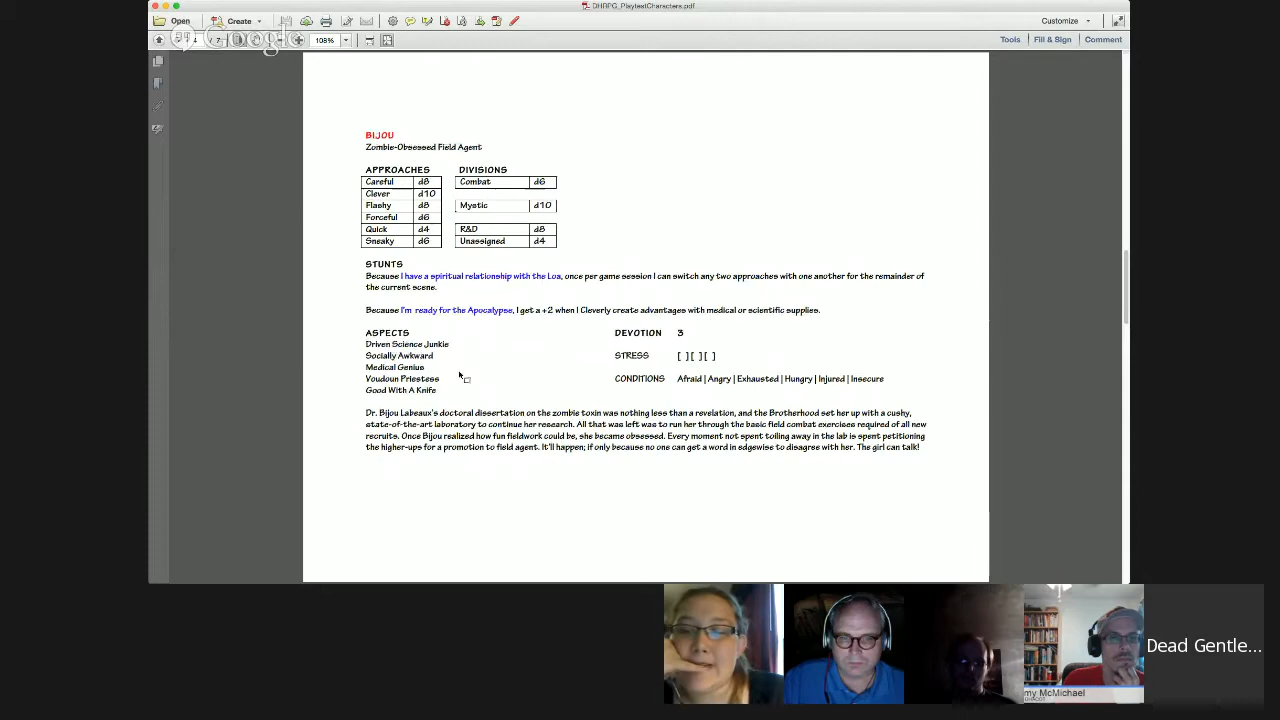 DHRPG_PlaytestCharacters.pdf
Open
Create
Customize
Google
/ 7
108%
Tools
Fill & Sign
Comment
BIJOU
Zombie-Obsessed Field Agent
APPROACHES DIVISIONS
Careful d8 Combat d6
Clever d10
Flashy d8 Mystic d10
Forceful d6
Quick d4 R&D d8
Sneaky d6 Unassigned d4
STUNTS
Because I have a spiritual relationship with the Loa, once per game session I can switch any two approaches with one another for the remainder of
the current scene.
Because I'm ready for the Apocalypse, I get a +2 when I Cleverly create advantages with medical or scientific supplies.
ASPECTS DEVOTION 3
Driven Science Junkie
Socially Awkward STRESS [ ] [ ] [ ]
Medical Genius
Voudoun Priestess CONDITIONS Afraid | Angry | Exhausted | Hungry | Injured | Insecure
Good With A Knife
Dr. Bijou Labeaux's doctoral dissertation on the zombie toxin was nothing less than a revelation, and the Brotherhood set her up with a cushy,
state-of-the-art laboratory to continue her research. All that was left was to run her through the basic field combat exercises required of all new
recruits. Once Bijou realized how fun fieldwork could be, she became obsessed. Every moment not spent toiling away in the lab is spent petitioning
the higher-ups for a promotion to field agent. It'll happen; if only because no one can get a word in edgewise to disagree with her. The girl can talk!
Dead Gentle...
my McMichael